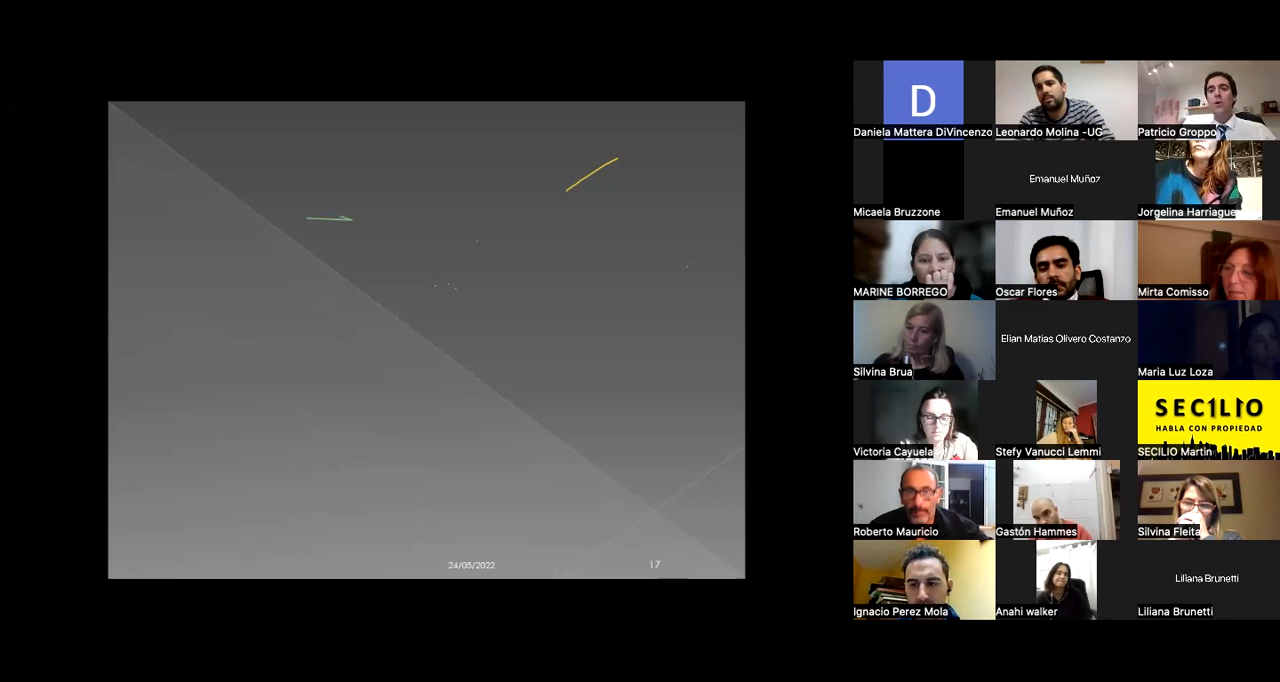 24/05/2022
17
D
Daniela Mattera DiVincenzo
Leonardo Molina -UG
Patricio Groppo
Emanuel Muñoz
Micaela Bruzzone
Emanuel Muñoz
Jorgelina Harriague
MARINE BORREGO
Oscar Flores
Mirta Comisso
Elian Matias Olivero Costanzo
Silvina Brua
Maria Luz Loza
SEC1LIO
HABLA CON PROPIEDAD
Victoria Cayuela
Stefy Vanucci Lemmi
SECILIO Martin
Roberto Mauricio
Gastón Hammes
Silvina Fleita
Liliana Brunetti
Ignacio Perez Mola
Anahi walker
Liliana Brunetti